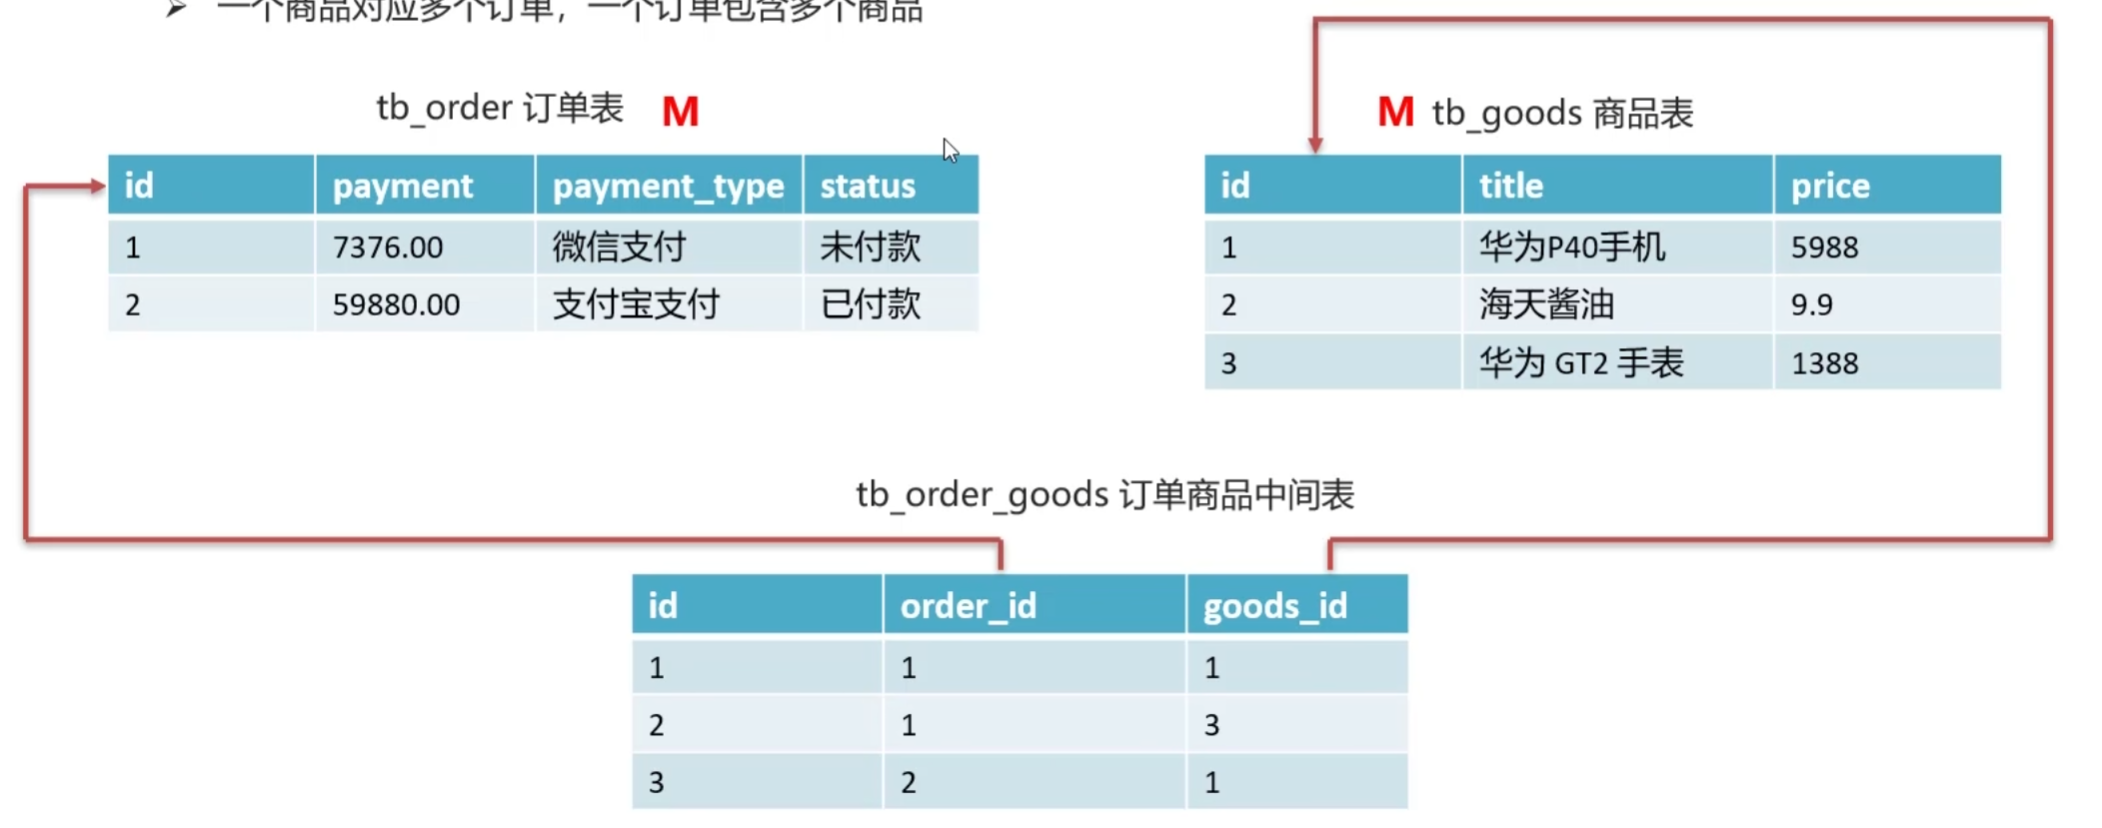 ➢ 一个商品对应多个订单，一个订单包含多个商品
tb_order 订单表 M
id payment payment_type status
1 7376.00 微信支付 未付款
2 59880.00 支付宝支付 已付款
M tb_goods 商品表
id title price
1 华为P40手机 5988
2 海天酱油 9.9
3 华为 GT2 手表 1388
tb_order_goods 订单商品中间表
id order_id goods_id
1 1 1
2 1 3
3 2 1